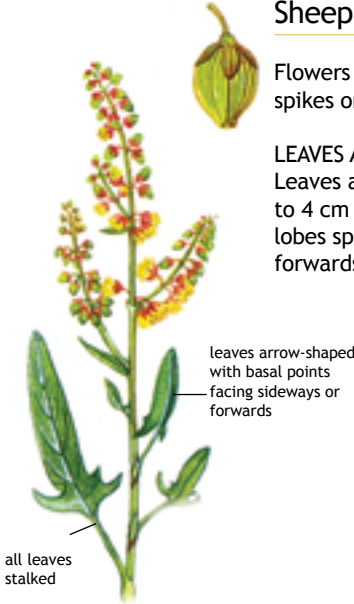 Sheep
Flowers
spikes o
LEAVES A
Leaves a
to 4 cm
lobes sp
forwards
leaves arrow-shaped
with basal points
facing sideways or
forwards
all leaves
stalked